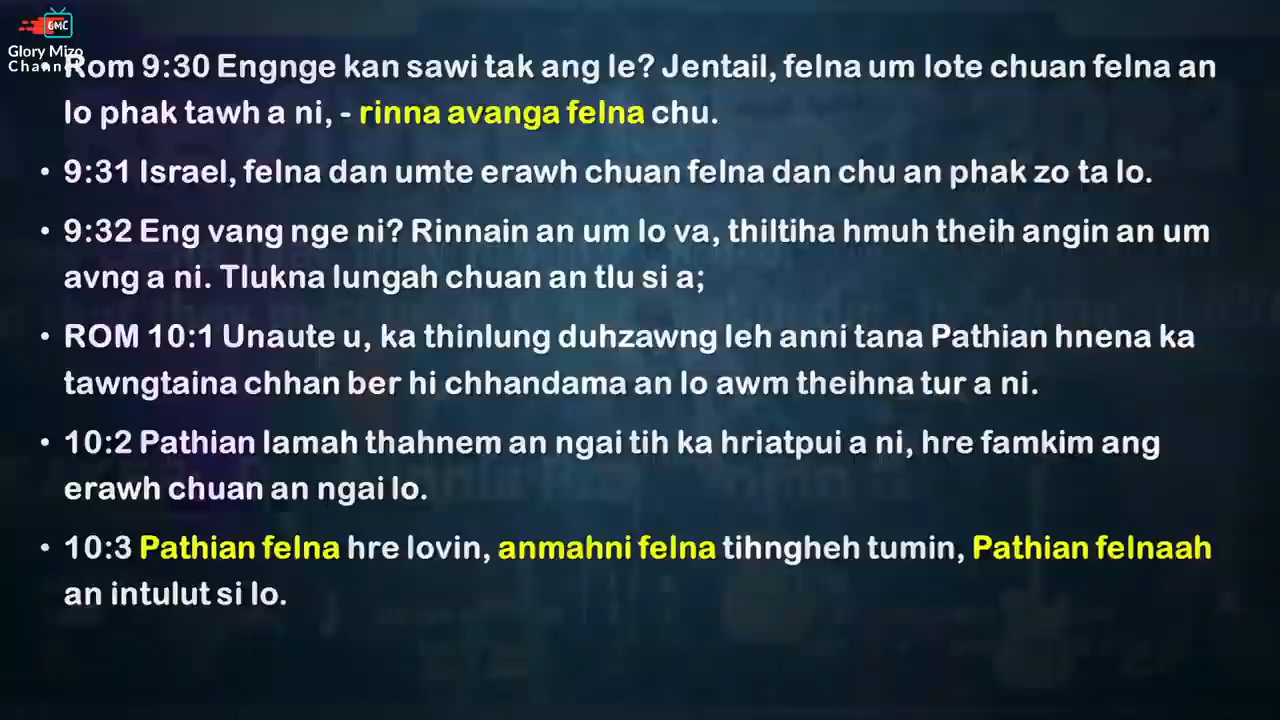 GMC
Glory Mizo
Channel
• Rom 9:30 Engnge kan sawi tak ang le? Jentail, felna um lote chuan felna an
lo phak tawh a ni, - rinna avanga felna chu.
• 9:31 Israel, felna dan umte erawh chuan felna dan chu an phak zo ta lo.
• 9:32 Eng vang nge ni? Rinnain an um lo va, thiltiha hmuh theih angin an um
avng a ni. Tlukna lungah chuan an tlu si a;
• ROM 10:1 Unaute u, ka thinlung duhzawng leh anni tana Pathian hnena ka
tawngtaina chhan ber hi chhandama an lo awm theihna tur a ni.
• 10:2 Pathian lamah thahnem an ngai tih ka hriatpui a ni, hre famkim ang
erawh chuan an ngai lo.
• 10:3 Pathian felna hre lovin, anmahni felna tihngheh tumin, Pathian felnaah
an intulut si lo.